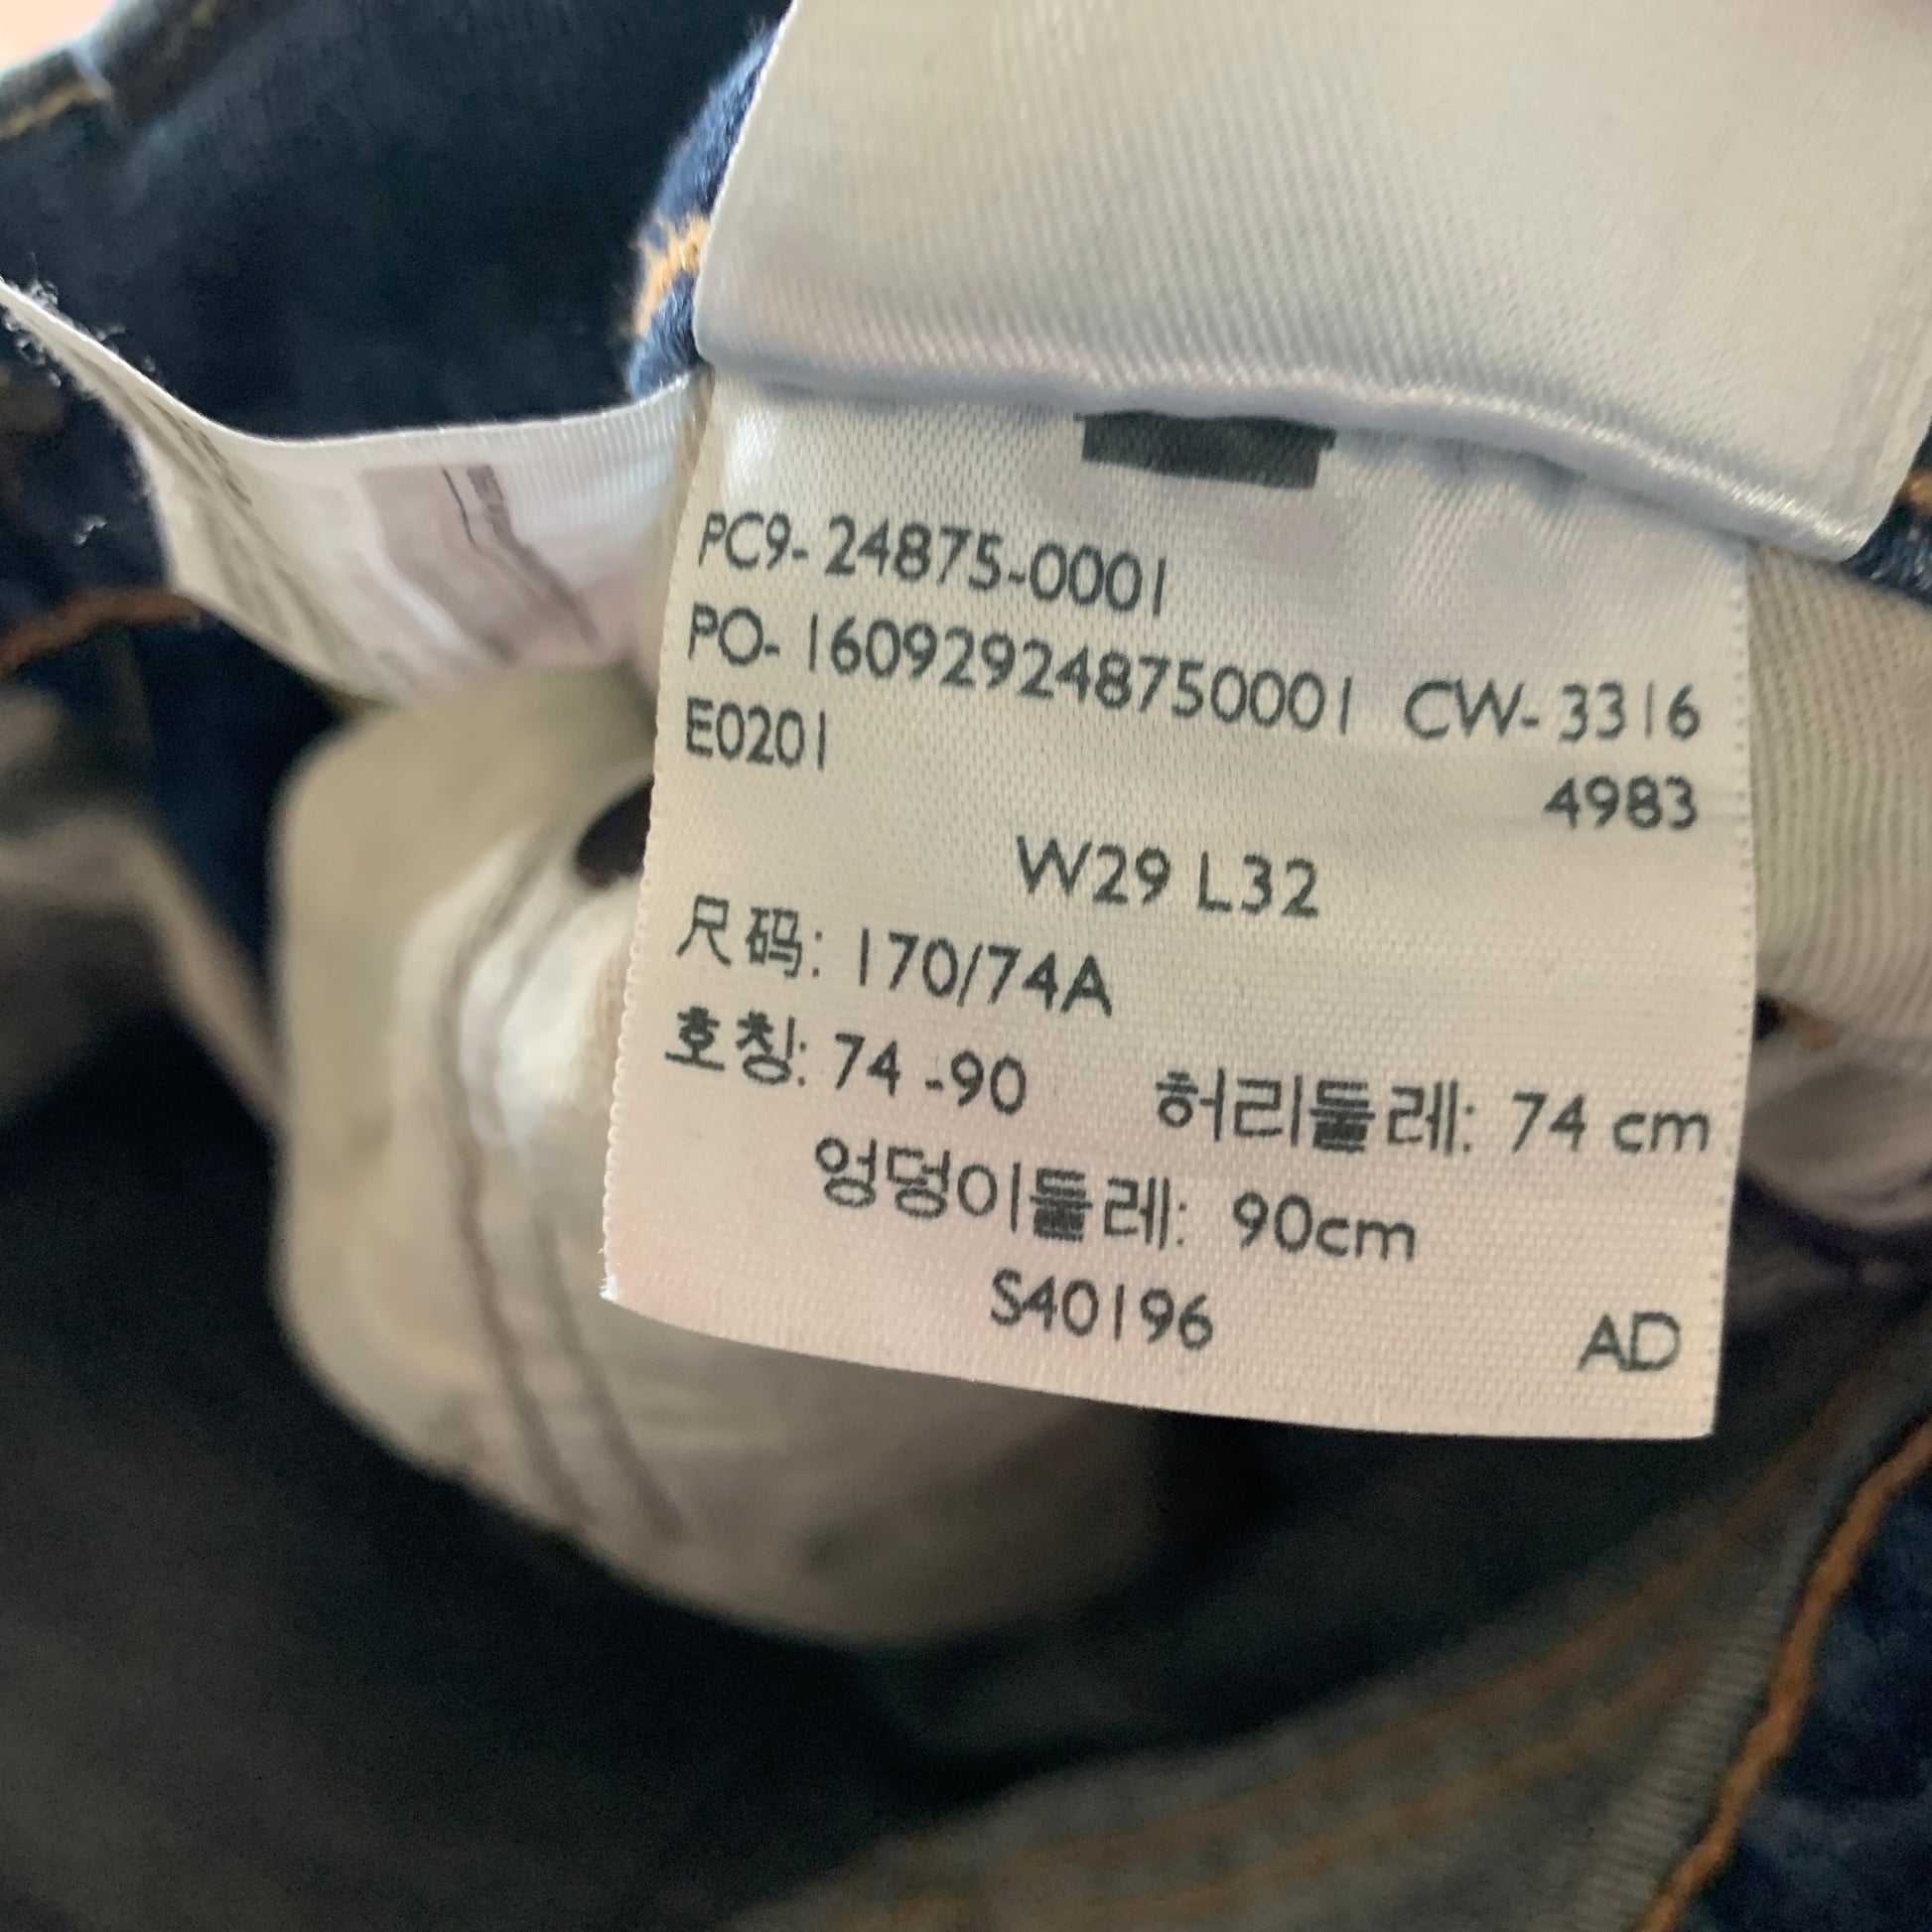 PC9- 24875-0001
PO- 160929248750001 CW- 3316
E0201
4983
W29 L32
尺码: 170/74A
호칭: 74 -90 허리둘레: 74 cm
엉덩이둘레: 90cm
S40196 AD